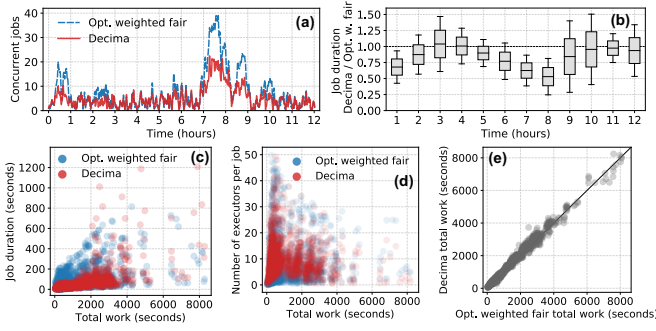 (a)
Opt. weighted fair
Decima
Concurrent jobs
40
30
20
10
0
0 1 2 3 4 5 6 7 8 9 10 11 12
Time (hours)
(b)
Job duration
Decima / Opt. w. fair
1.50
1.25
1.00
0.75
0.50
0.25
0.00
1 2 3 4 5 6 7 8 9 10 11 12
Time (hours)
(c)
Opt. weighted fair
Decima
Job duration (seconds)
1200
1000
800
600
400
200
0
0 2000 4000 6000 8000
Total work (seconds)
(d)
Opt. weighted fair
Decima
Number of executors per job
50
40
30
20
10
0
0 2000 4000 6000 8000
Total work (seconds)
(e)
Decima total work (seconds)
8000
6000
4000
2000
0
0 2000 4000 6000 8000
Opt. weighted fair total work (seconds)